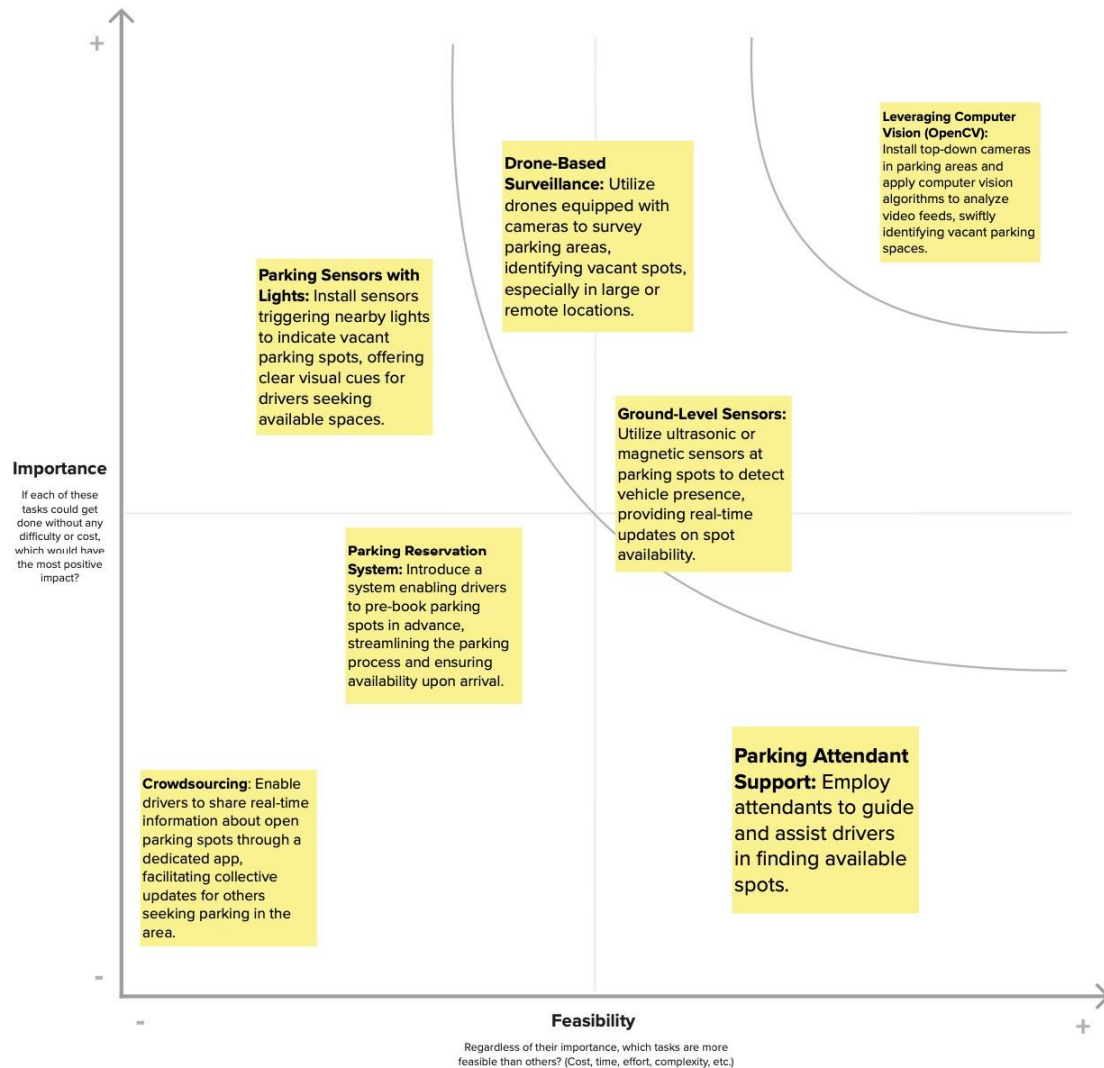 +
Leveraging Computer
Vision (OpenCV):
Install top-down cameras
in parking areas and
apply computer vision
algorithms to analyze
video feeds, swiftly
identifying vacant parking
spaces.
Drone-Based
Surveillance: Utilize
drones equipped with
cameras to survey
parking areas,
identifying vacant spots,
especially in large or
remote locations.
Parking Sensors with
Lights: Install sensors
triggering nearby lights
to indicate vacant
parking spots, offering
clear visual cues for
drivers seeking
available spaces.
Ground-Level Sensors:
Utilize ultrasonic or
magnetic sensors at
parking spots to detect
vehicle presence,
providing real-time
updates on spot
availability.
Importance
If each of these
tasks could get
done without any
difficulty or cost,
which would have
the most positive
impact?
Parking Reservation
System: Introduce a
system enabling drivers
to pre-book parking
spots in advance,
streamlining the parking
process and ensuring
availability upon arrival.
Parking Attendant
Support: Employ
attendants to guide
and assist drivers
in finding available
spots.
Crowdsourcing: Enable
drivers to share real-time
information about open
parking spots through a
dedicated app,
facilitating collective
updates for others
seeking parking in the
area.
-
-
Feasibility
+
Regardless of their importance, which tasks are more
feasible than others? (Cost, time, effort, complexity, etc.)